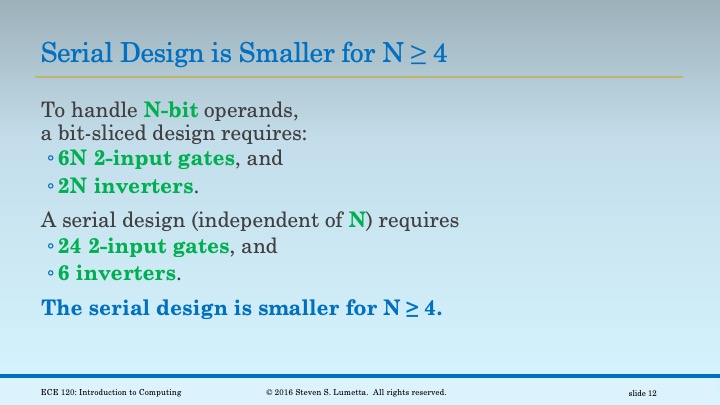 Serial Design is Smaller for N ≥ 4
To handle N-bit operands,
a bit-sliced design requires:
◦6N 2-input gates, and
◦2N inverters.
A serial design (independent of N) requires
◦24 2-input gates, and
◦6 inverters.
The serial design is smaller for N ≥ 4.
ECE 120: Introduction to Computing © 2016 Steven S. Lumetta. All rights reserved. slide 12